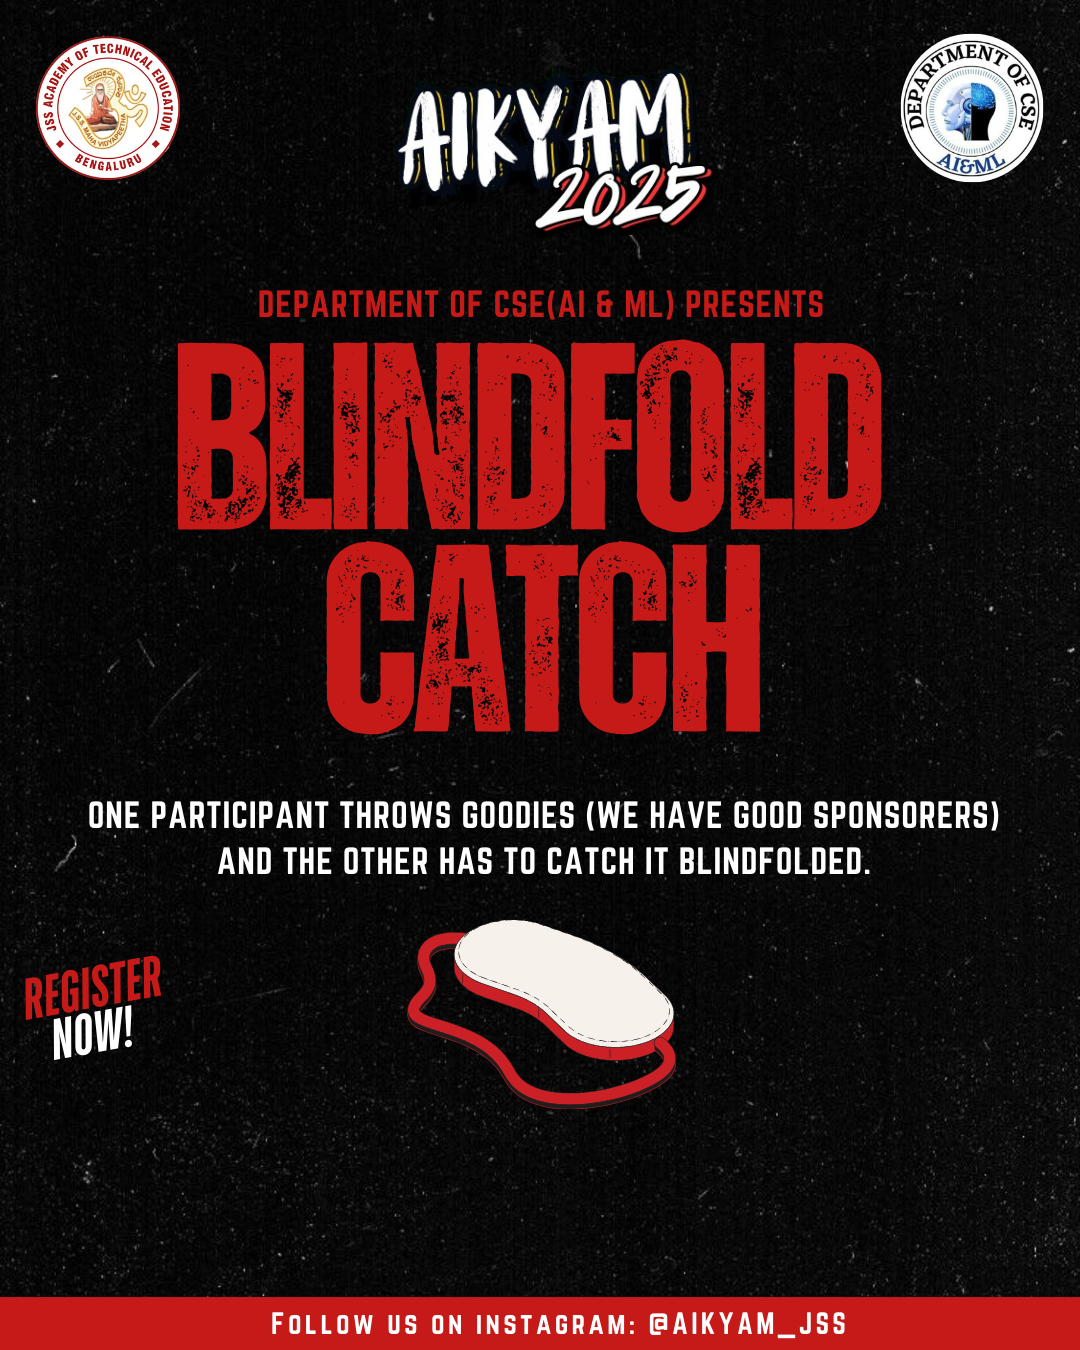 JSS ACADEMY OF TECHNICAL EDUCATION
J.S.S. MAHA VIDYAPEETHA
BENGALURU
AIKYAM
2025
DEPARTMENT OF CSE
AI&ML
DEPARTMENT OF CSE(AI & ML) PRESENTS
BLINDFOLD
CATCH
ONE PARTICIPANT THROWS GOODIES (WE HAVE GOOD SPONSORERS)
AND THE OTHER HAS TO CATCH IT BLINDFOLDED.
REGISTER
NOW!
FOLLOW US ON INSTAGRAM: @AIKYAM_JSS